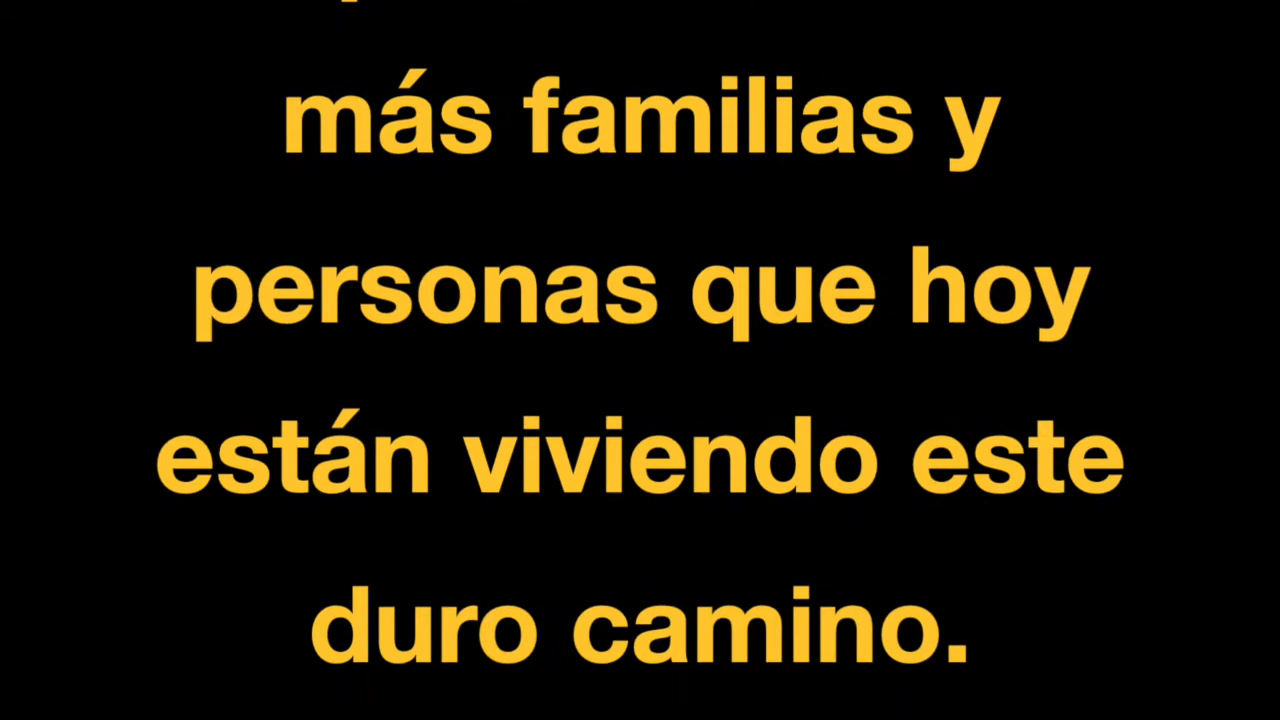 más familias y
personas que hoy
están viviendo este
duro camino.